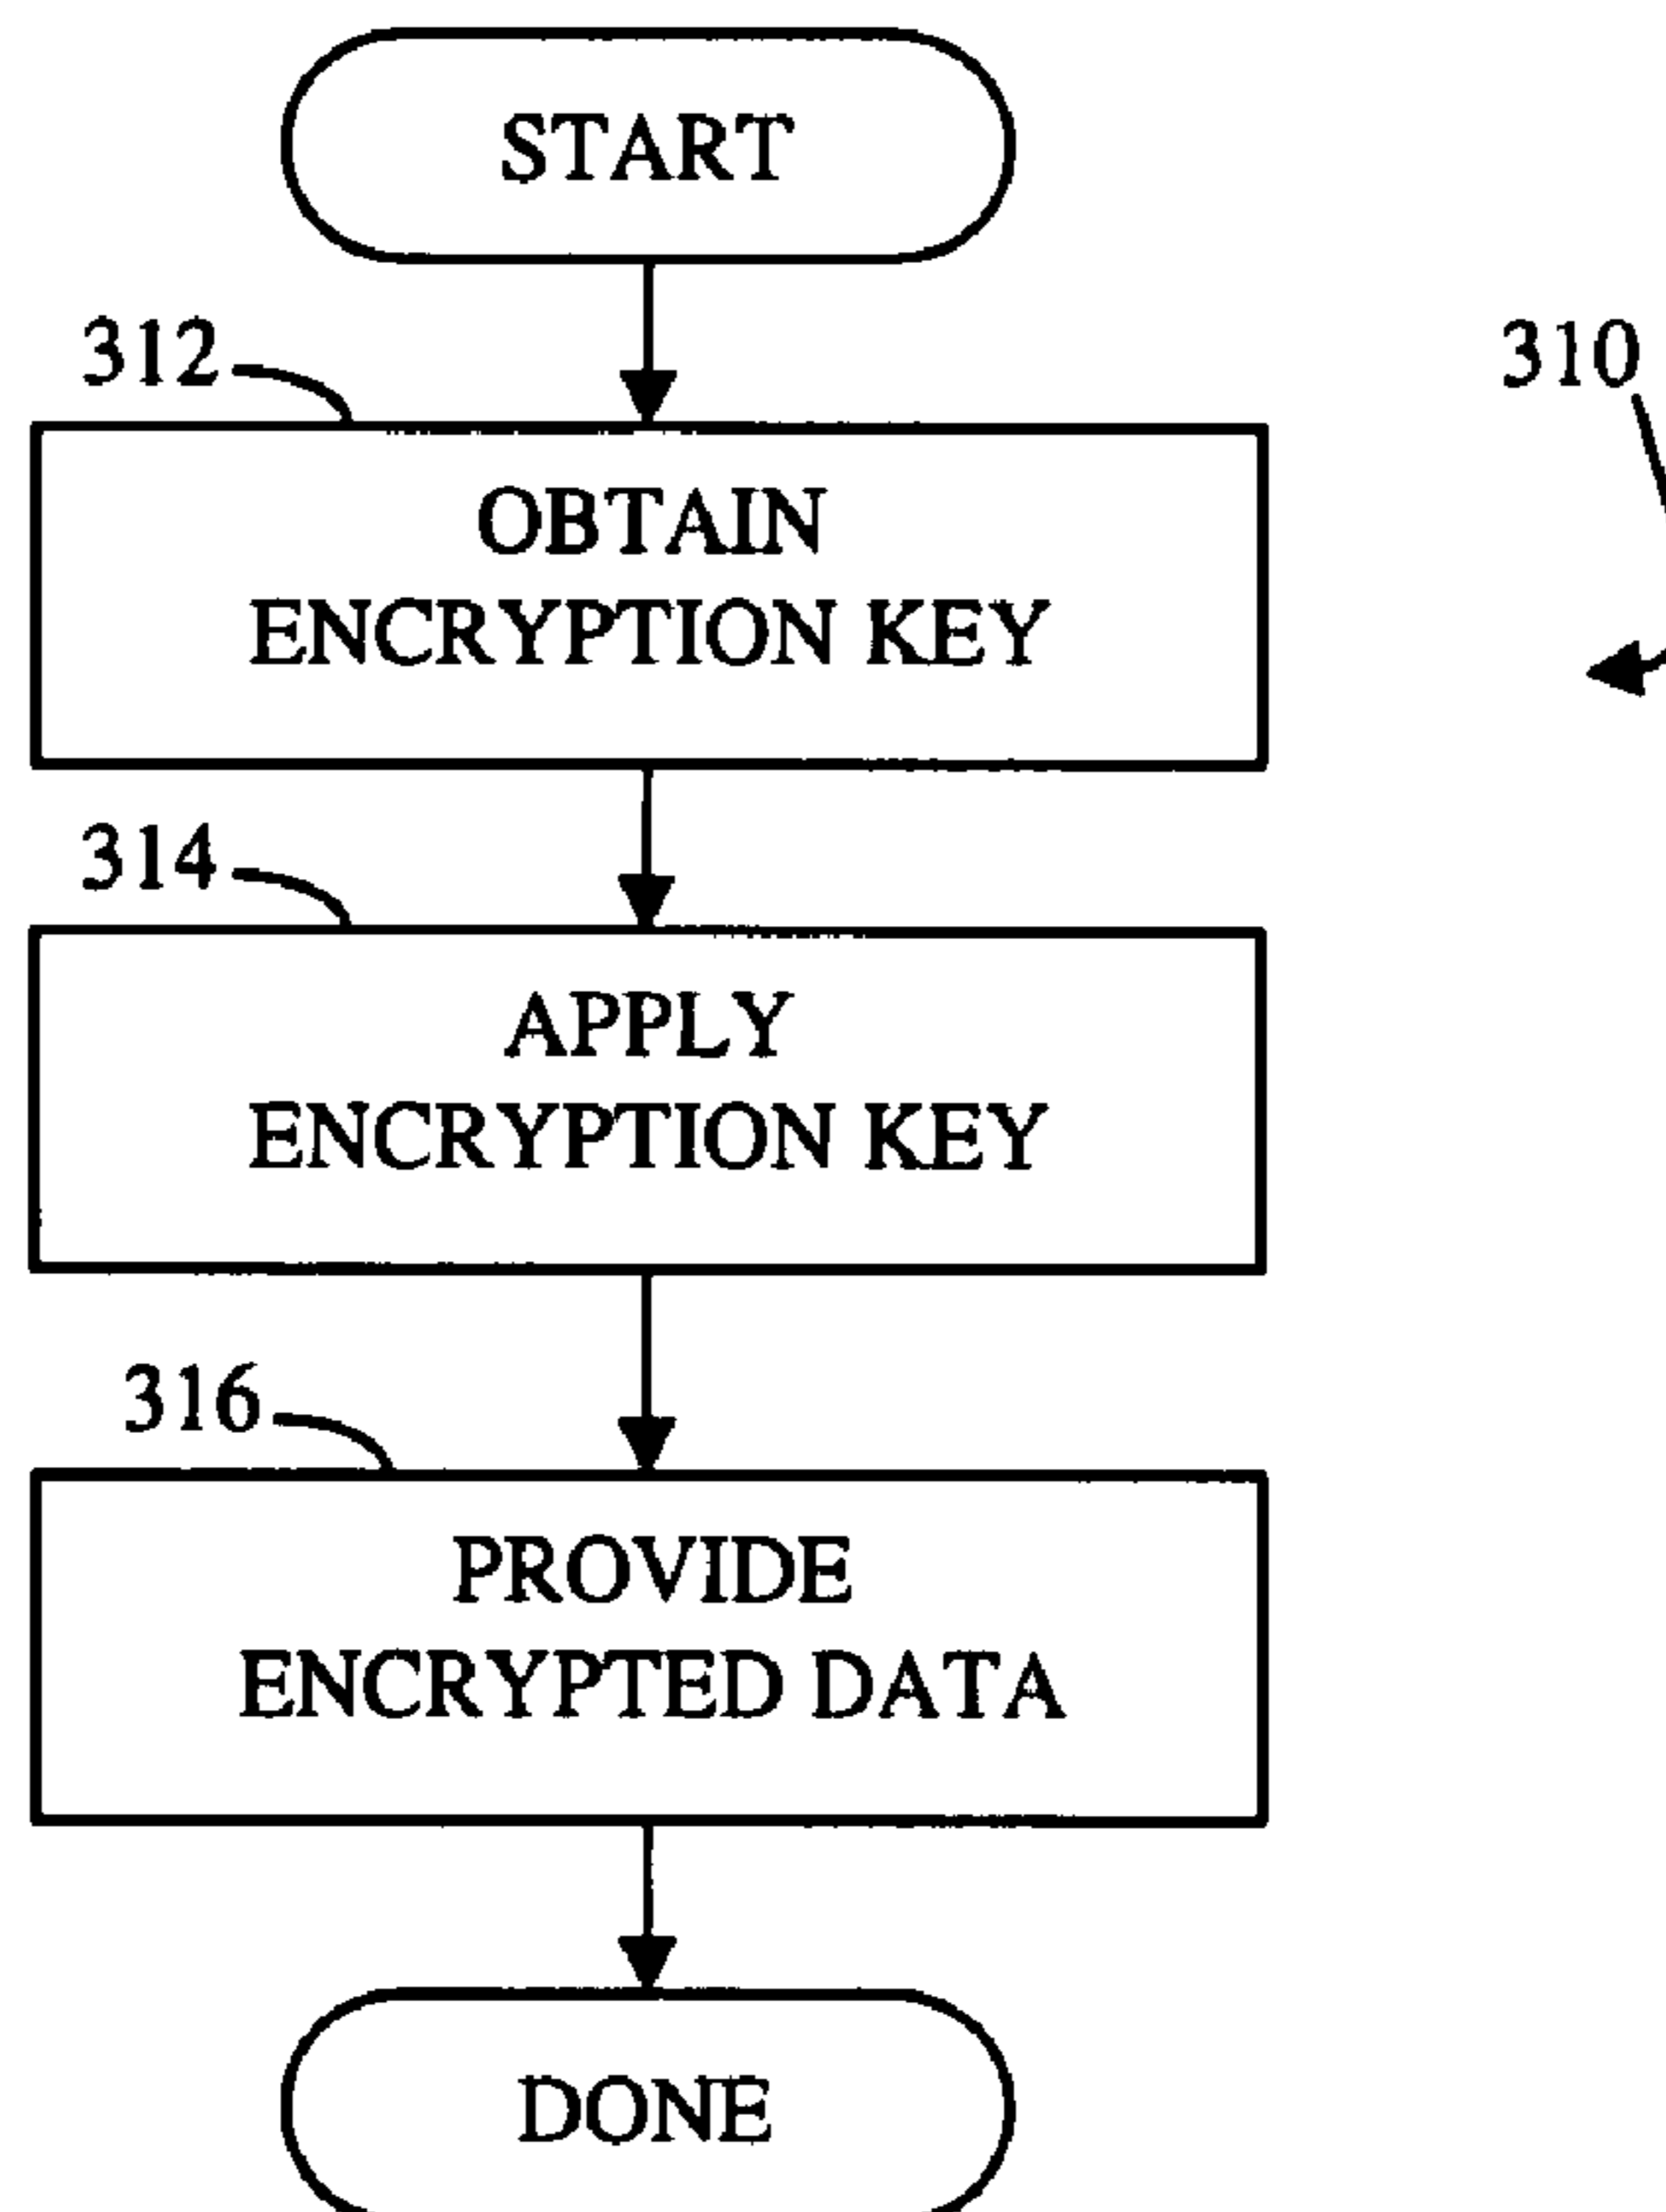 START
312
310
OBTAIN
ENCRYPTION KEY
314
APPLY
ENCRYPTION KEY
316
PROVIDE
ENCRYPTED DATA
DONE